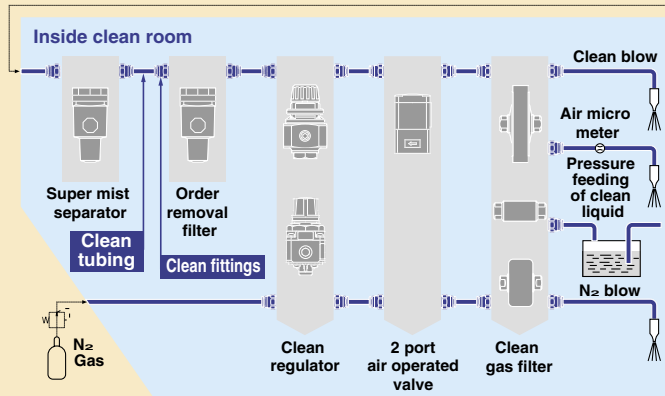 Inside clean room
Clean blow
Air micro
meter
Pressure
feeding
of clean
liquid
N₂ blow
Super mist
separator
Order
removal
filter
Clean
tubing
Clean fittings
W
N₂
Gas
Clean
regulator
2 port
air operated
valve
Clean
gas filter